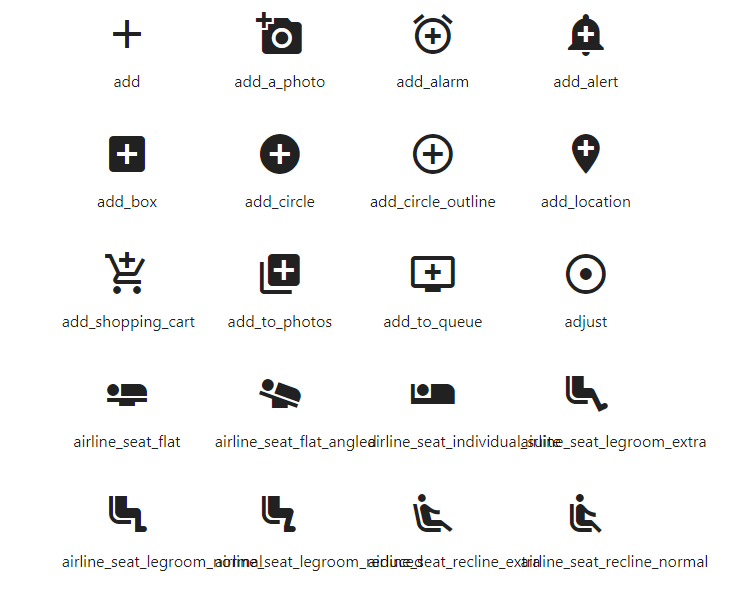 add add_a_photo add_alarm add_alert
add_box add_circle add_circle_outline add_location
add_shopping_cart add_to_photos add_to_queue adjust
airline_seat_flat airline_seat_flat_angled airline_seat_individual_suite airline_seat_legroom_extra
airline_seat_legroom_normal airline_seat_legroom_reduced airline_seat_recline_extra airline_seat_recline_normal